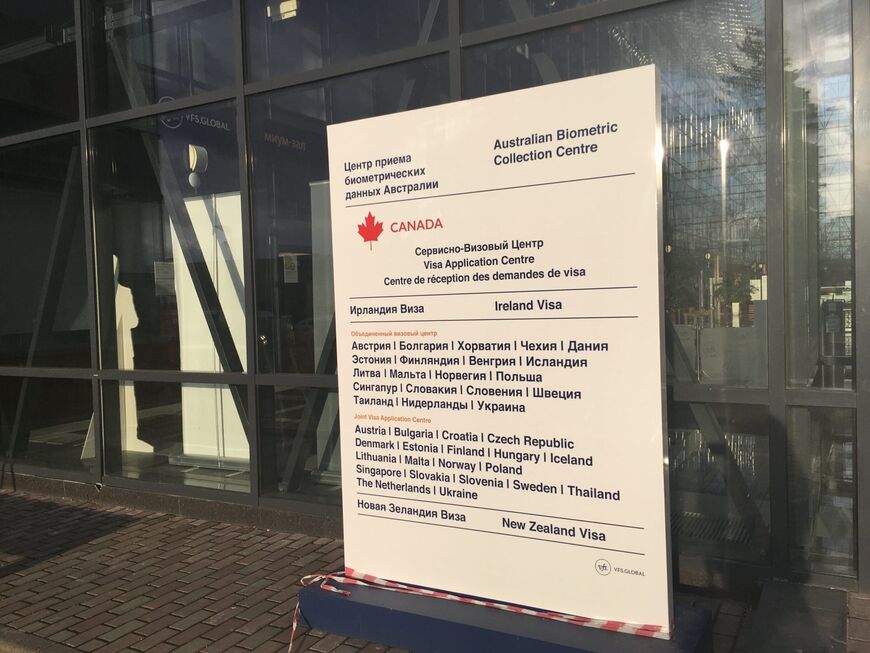 VFS.GLOBAL
миум-зал
Центр приема
биометрических
данных Австралии
Australian Biometric
Collection Centre
CANADA
Сервисно-Визовый Центр
Visa Application Centre
Centre de réception des demandes de visa
Ирландия Виза
Ireland Visa
Объединенный визовый центр
Австрия | Болгария | Хорватия | Чехия | Дания
Эстония | Финляндия | Венгрия | Исландия
Литва | Мальта | Норвегия | Польша
Сингапур | Словакия | Словения | Швеция
Таиланд | Нидерланды | Украина
Joint Visa Application Centre
Austria | Bulgaria | Croatia | Czech Republic
Denmark | Estonia | Finland | Hungary | Iceland
Lithuania | Malta | Norway | Poland
Singapore | Slovakia | Slovenia | Sweden | Thailand
The Netherlands | Ukraine
Новая Зеландия Виза
New Zealand Visa
vfs. VFS.GLOBAL